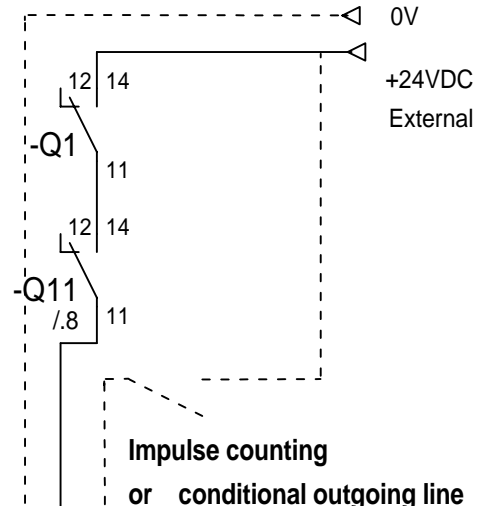 0V
+24VDC
External
12 14
-Q1
11
12 14
-Q11
/.8 11
Impulse counting
or conditional outgoing line